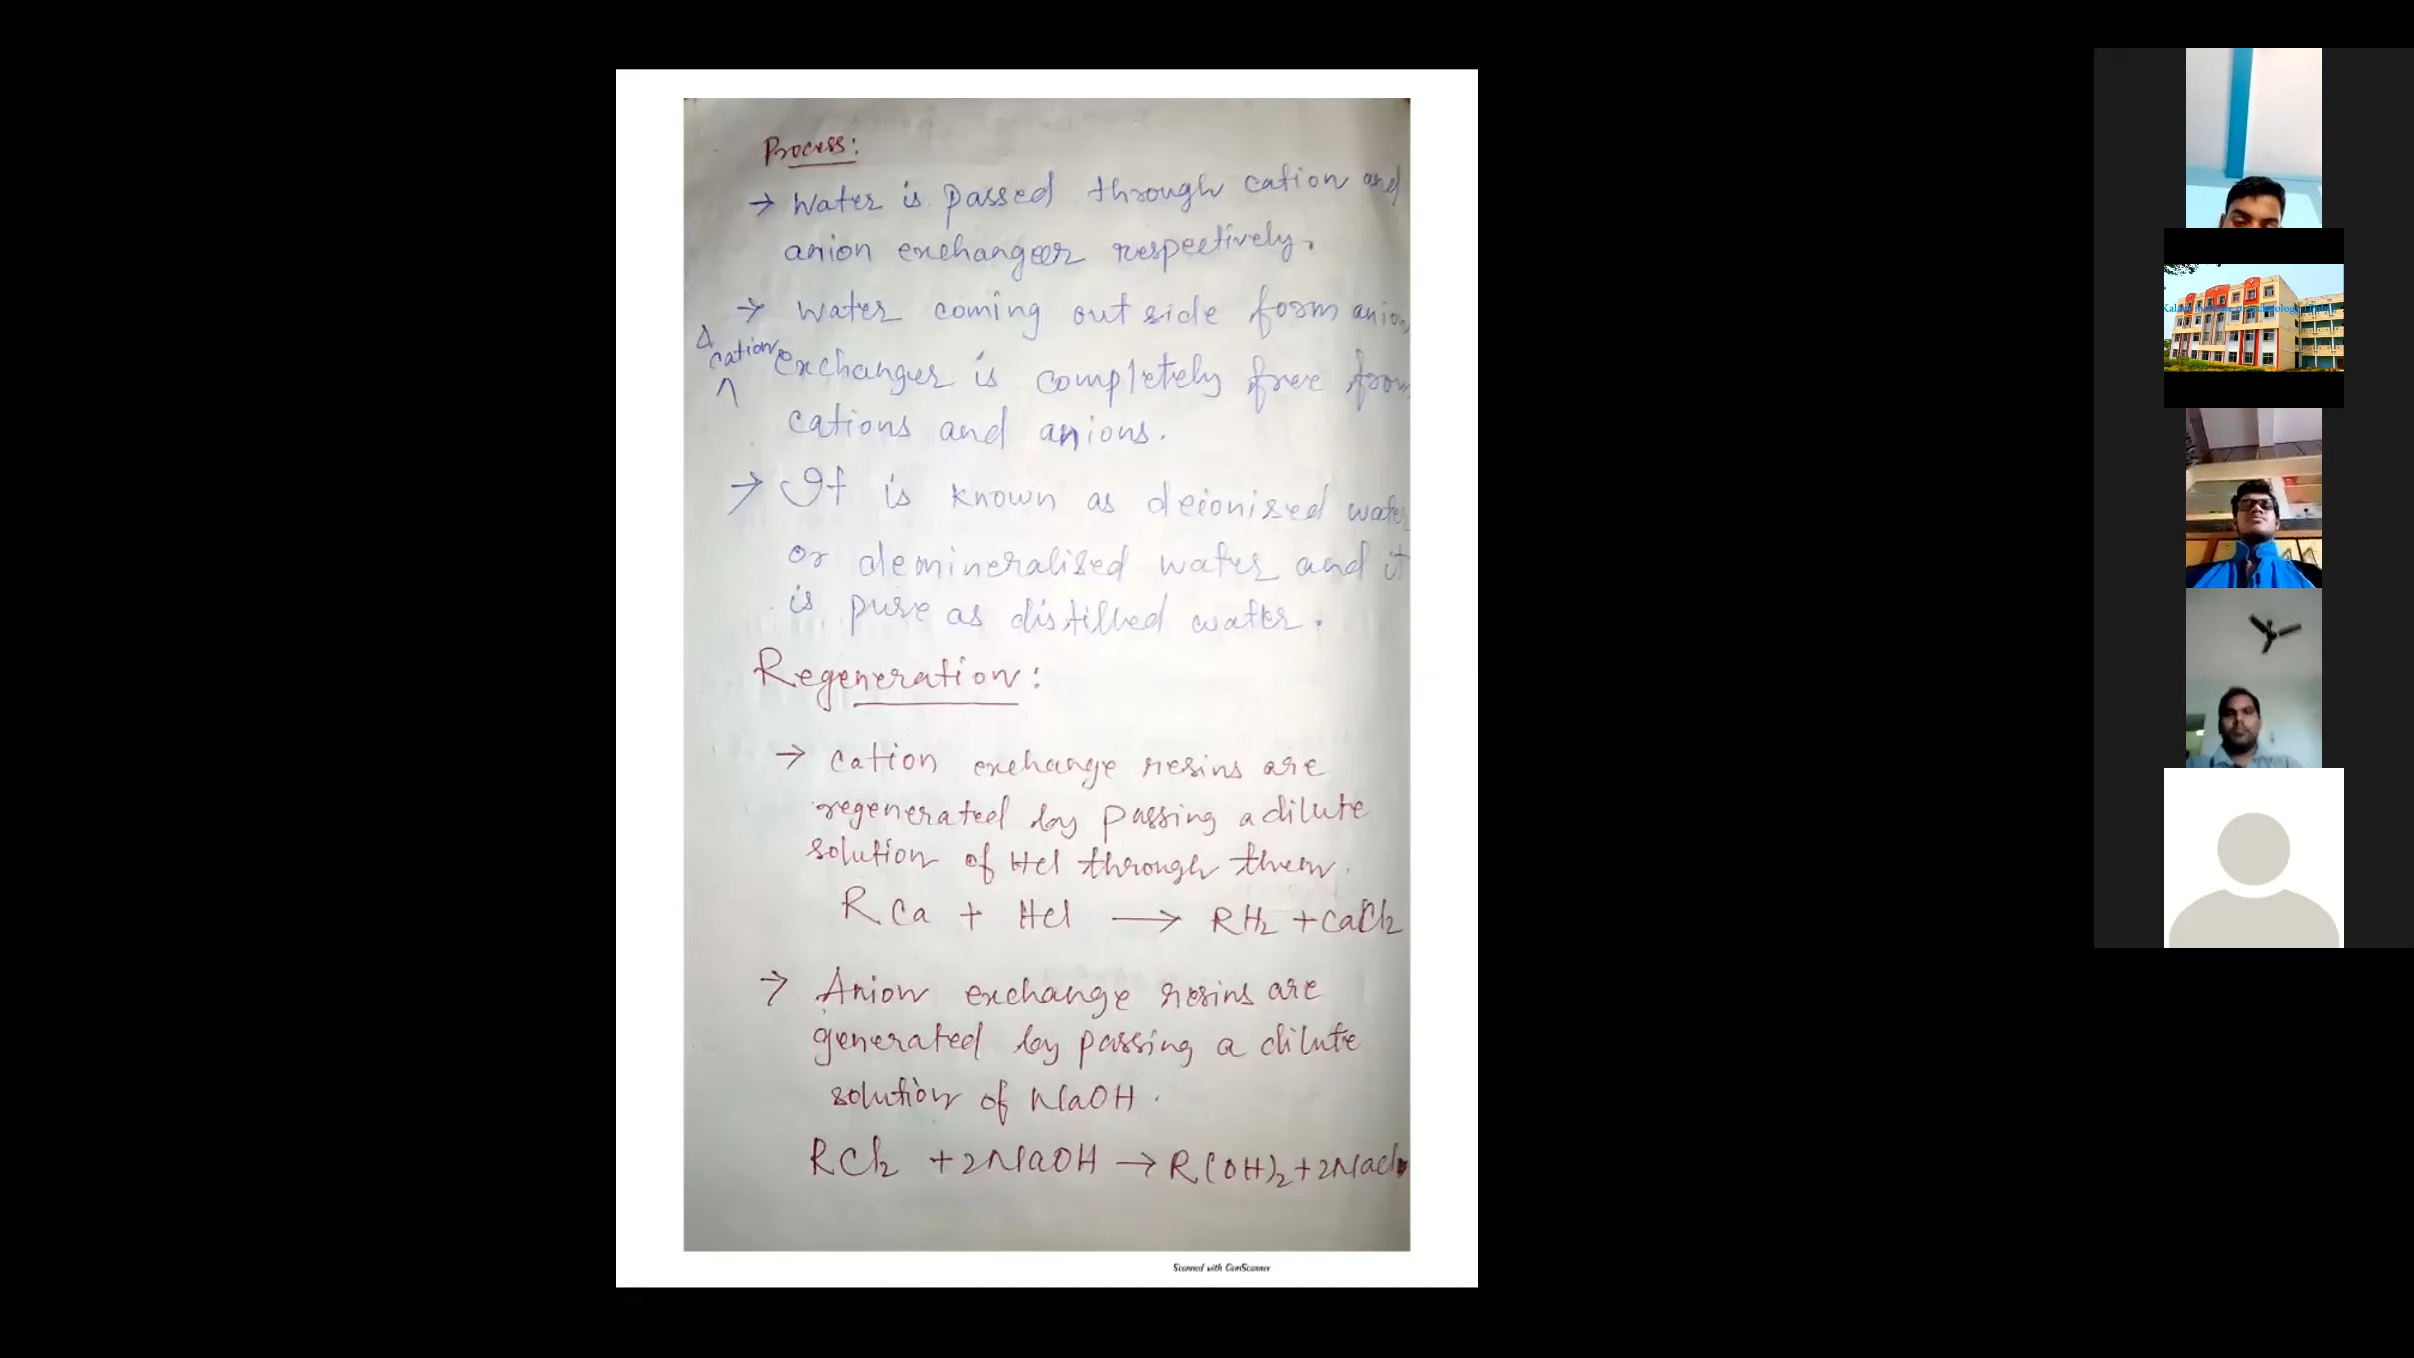 Process:
→ Water is passed through cation and
anion exchangeer respectively.
→ Water coming out side form anion
& cation exchanger is completely free from
cations and anions.
→ It is known as deionised water
or demineralised water and it
is pure as distilled water.
Regeneration:
→ Cation exchange resins are
regenerated by passing a dilute
solution of Hcl through them.
RCa + Hcl → RH₂ + CaCl₂
→ Anion exchange resins are
generated by passing a dilute
solution of NaOH.
RCl₂ + 2NaOH → R(OH)₂ + 2Nacl
Scanned with CamScanner